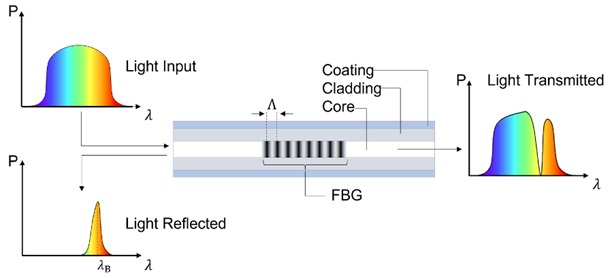 P
Light Input
λ
Coating
Cladding
Core
Λ
FBG
P
Light Transmitted
λ
P
Light Reflected
λB
λ